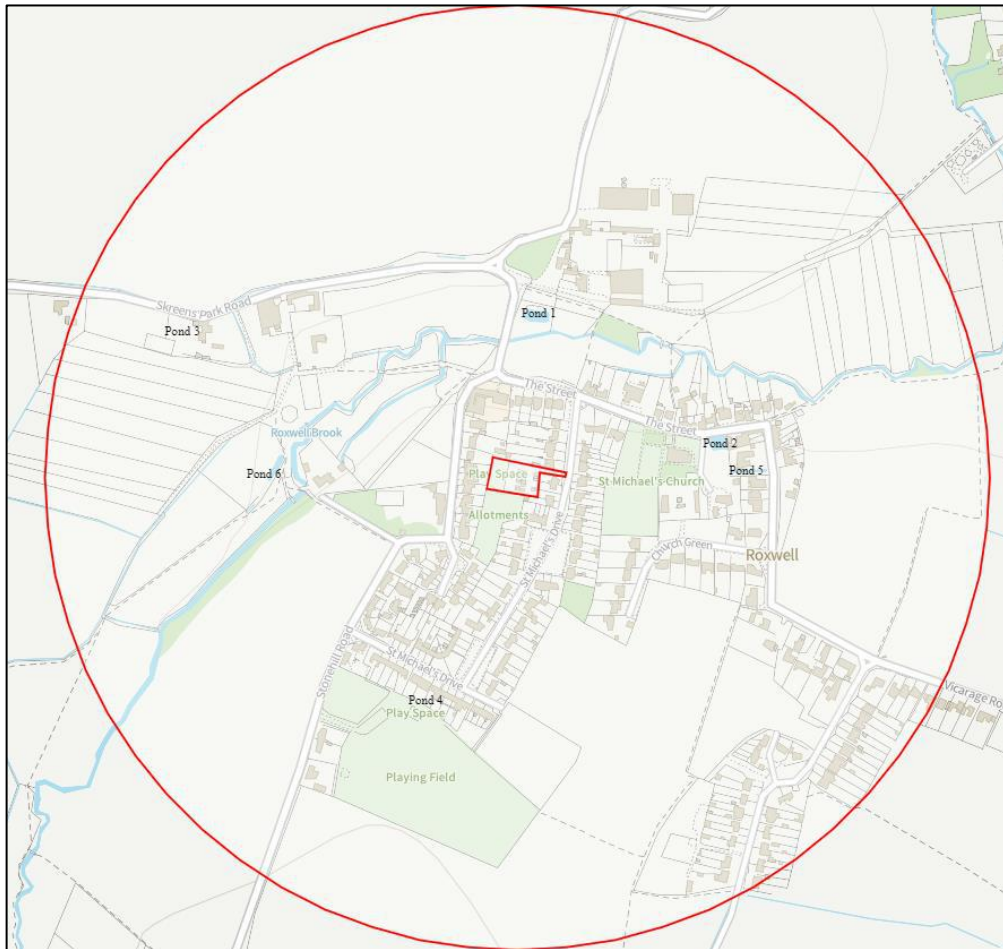 Skreens Park Road
Pond 3
Pond 1
The Street
The Street
Roxwell Brook
Pond 2
Pond 6
Play Space
St Michael's Church
Pond 5
Allotments
St Michael's Drive
Church Green
Roxwell
Stonehill Road
St Michael's Drive
Pond 4
Play Space
Vicarage Ro
Playing Field